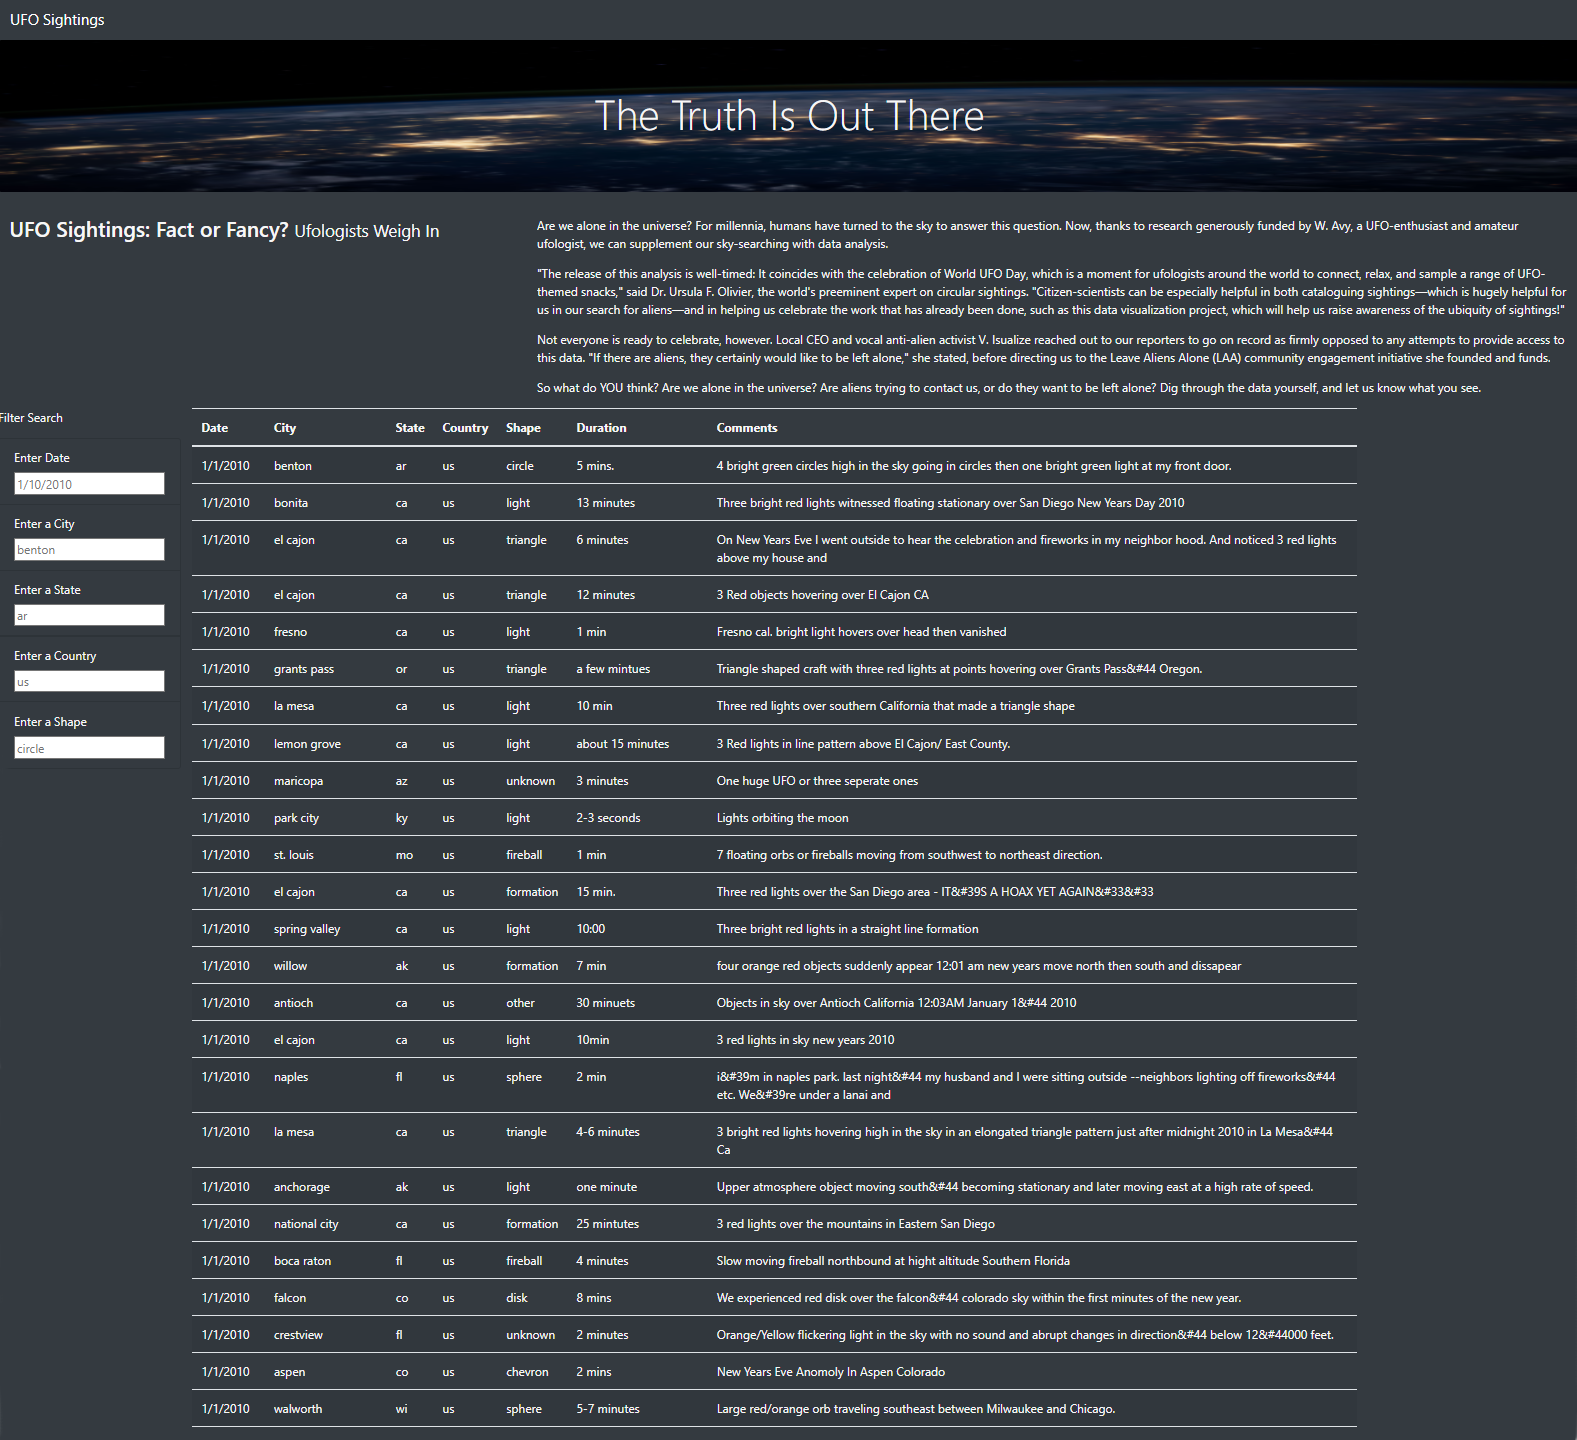 UFO Sightings
The Truth Is Out There
UFO Sightings: Fact or Fancy? Ufologists Weigh In
Are we alone in the universe? For millennia, humans have turned to the sky to answer this question. Now, thanks to research generously funded by W. Avy, a UFO-enthusiast and amateur
ufologist, we can supplement our sky-searching with data analysis.
"The release of this analysis is well-timed: It coincides with the celebration of World UFO Day, which is a moment for ufologists around the world to connect, relax, and sample a range of UFO-
themed snacks," said Dr. Ursula F. Olivier, the world's preeminent expert on circular sightings. "Citizen-scientists can be especially helpful in both cataloguing sightings—which is hugely helpful for
us in our search for aliens—and in helping us celebrate the work that has already been done, such as this data visualization project, which will help us raise awareness of the ubiquity of sightings!"
Not everyone is ready to celebrate, however. Local CEO and vocal anti-alien activist V. Isualize reached out to our reporters to go on record as firmly opposed to any attempts to provide access to
this data. "If there are aliens, they certainly would like to be left alone," she stated, before directing us to the Leave Aliens Alone (LAA) community engagement initiative she founded and funds.
So what do YOU think? Are we alone in the universe? Are aliens trying to contact us, or do they want to be left alone? Dig through the data yourself, and let us know what you see.
Filter Search
Enter Date
1/10/2010
Enter a City
benton
Enter a State
ar
Enter a Country
us
Enter a Shape
circle
Date City State Country Shape Duration Comments
1/1/2010 benton ar us circle 5 mins. 4 bright green circles high in the sky going in circles then one bright green light at my front door.
1/1/2010 bonita ca us light 13 minutes Three bright red lights witnessed floating stationary over San Diego New Years Day 2010
1/1/2010 el cajon ca us triangle 6 minutes On New Years Eve I went outside to hear the celebration and fireworks in my neighbor hood. And noticed 3 red lights
above my house and
1/1/2010 el cajon ca us triangle 12 minutes 3 Red objects hovering over El Cajon CA
1/1/2010 fresno ca us light 1 min Fresno cal. bright light hovers over head then vanished
1/1/2010 grants pass or us triangle a few mintues Triangle shaped craft with three red lights at points hovering over Grants Pass&#44 Oregon.
1/1/2010 la mesa ca us light 10 min Three red lights over southern California that made a triangle shape
1/1/2010 lemon grove ca us light about 15 minutes 3 Red lights in line pattern above El Cajon/ East County.
1/1/2010 maricopa az us unknown 3 minutes One huge UFO or three seperate ones
1/1/2010 park city ky us light 2-3 seconds Lights orbiting the moon
1/1/2010 st. louis mo us fireball 1 min 7 floating orbs or fireballs moving from southwest to northeast direction.
1/1/2010 el cajon ca us formation 15 min. Three red lights over the San Diego area - IT&#39S A HOAX YET AGAIN&#33&#33
1/1/2010 spring valley ca us light 10:00 Three bright red lights in a straight line formation
1/1/2010 willow ak us formation 7 min four orange red objects suddenly appear 12:01 am new years move north then south and dissapear
1/1/2010 antioch ca us other 30 minuets Objects in sky over Antioch California 12:03AM January 1&#44 2010
1/1/2010 el cajon ca us light 10min 3 red lights in sky new years 2010
1/1/2010 naples fl us sphere 2 min i&#39m in naples park. last night&#44 my husband and I were sitting outside --neighbors lighting off fireworks&#44
etc. We&#39re under a lanai and
1/1/2010 la mesa ca us triangle 4-6 minutes 3 bright red lights hovering high in the sky in an elongated triangle pattern just after midnight 2010 in La Mesa&#44
Ca
1/1/2010 anchorage ak us light one minute Upper atmosphere object moving south&#44 becoming stationary and later moving east at a high rate of speed.
1/1/2010 national city ca us formation 25 mintutes 3 red lights over the mountains in Eastern San Diego
1/1/2010 boca raton fl us fireball 4 minutes Slow moving fireball northbound at hight altitude Southern Florida
1/1/2010 falcon co us disk 8 mins We experienced red disk over the falcon&#44 colorado sky within the first minutes of the new year.
1/1/2010 crestview fl us unknown 2 minutes Orange/Yellow flickering light in the sky with no sound and abrupt changes in direction&#44 below 12&#44000 feet.
1/1/2010 aspen co us chevron 2 mins New Years Eve Anomoly In Aspen Colorado
1/1/2010 walworth wi us sphere 5-7 minutes Large red/orange orb traveling southeast between Milwaukee and Chicago.